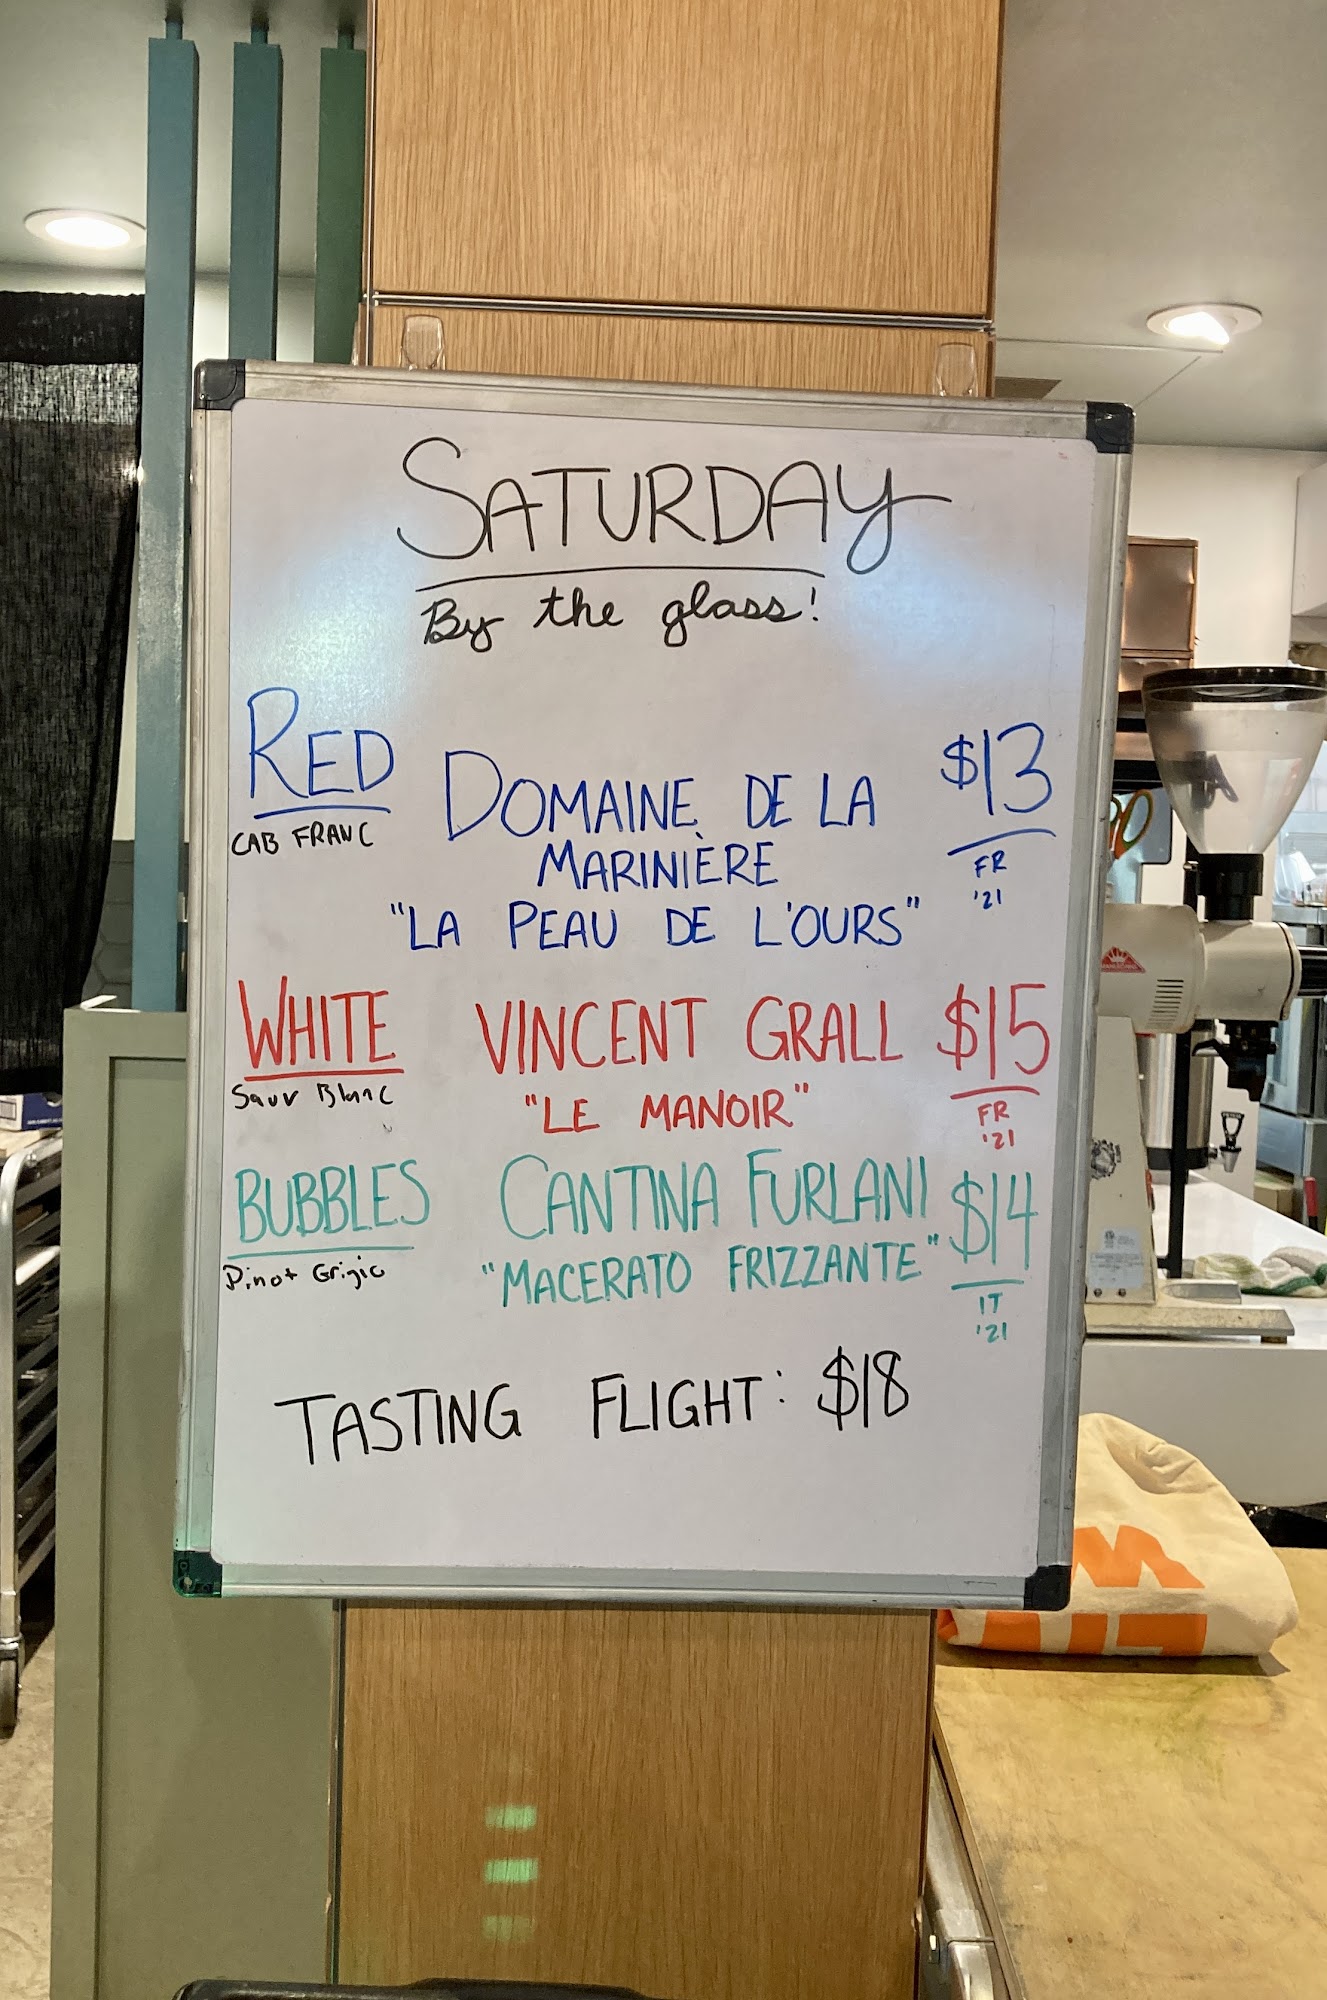 SATURDAY
By the glass!
RED
CAB FRANC
DOMAINE DE LA
MARINIÈRE
"LA PEAU DE L'OURS"
$13
FR
'21
WHITE
Sauv Blanc
VINCENT GRALL
"LE MANOIR"
$15
FR
'21
BUBBLES
Pinot Grigio
CANTINA FURLANI
"MACERATO FRIZZANTE"
$14
IT
'21
TASTING FLIGHT: $18